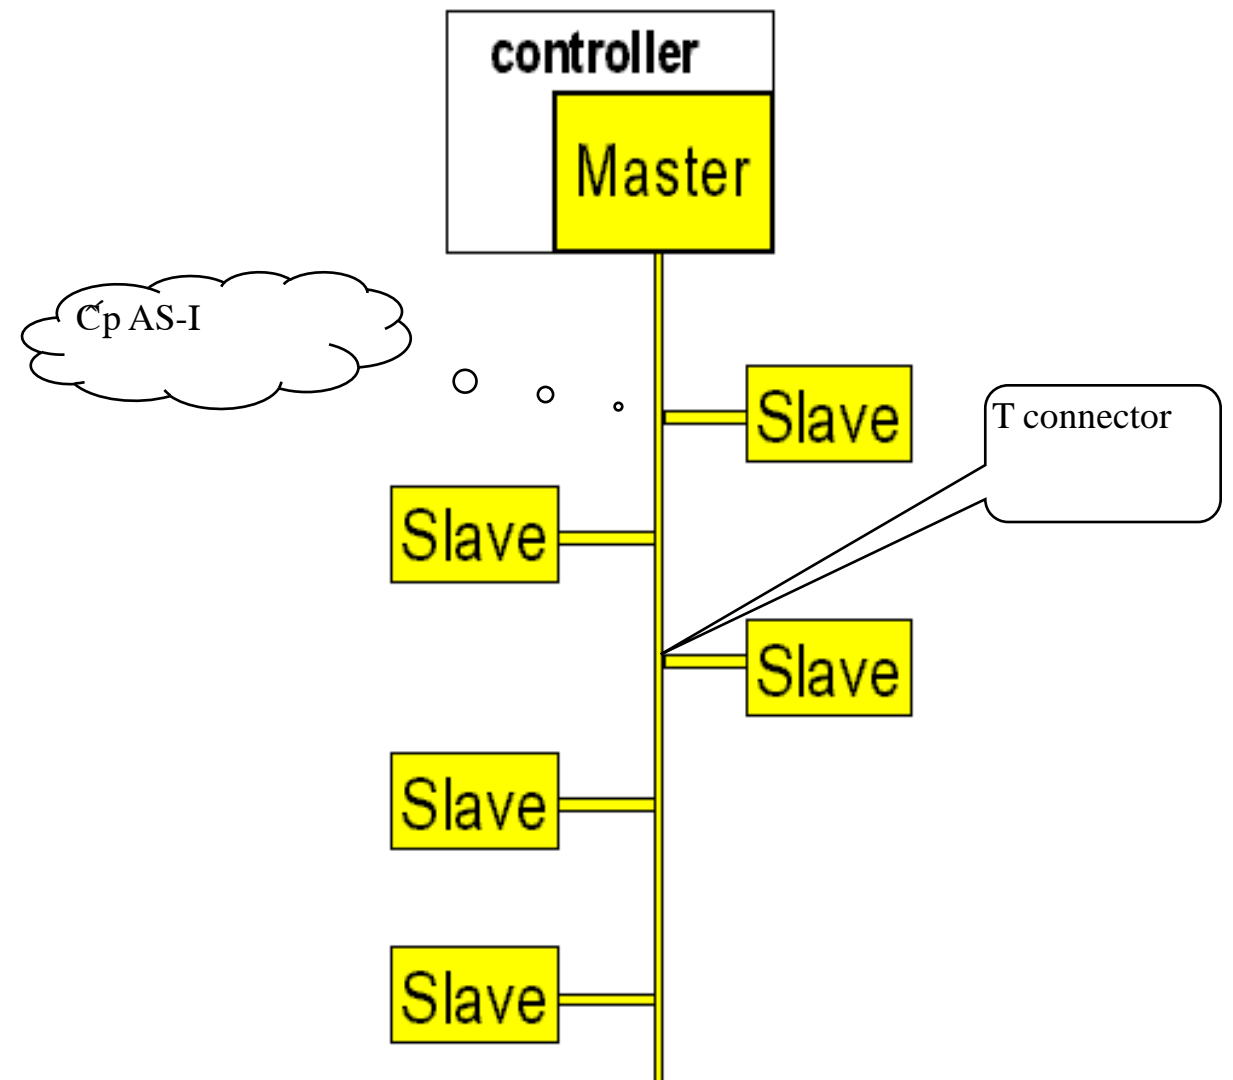 controller
Master
Cp AS-I
Slave
T connector
Slave
Slave
Slave
Slave